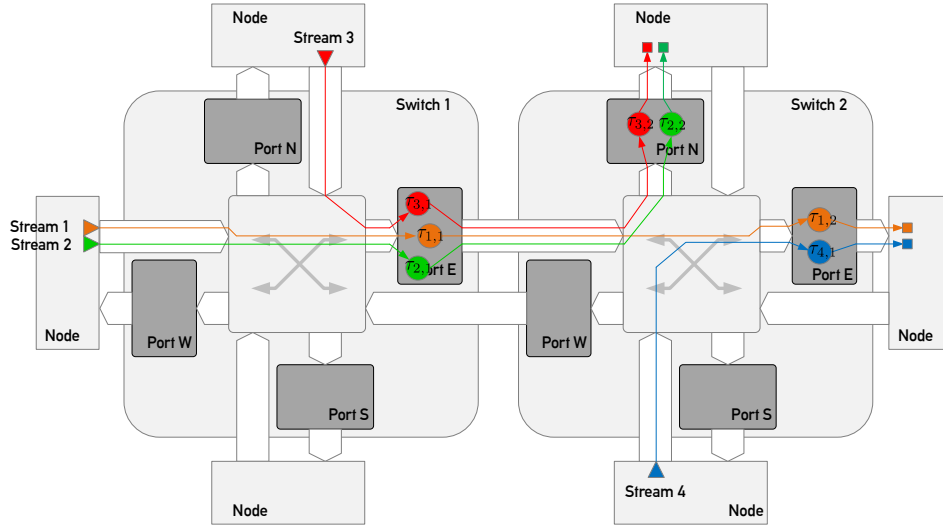 Node
Stream 3
Node
Switch 1
Switch 2
τ3,2
τ2,2
Port N
Port N
τ3,1
Stream 1
τ1,1
τ1,2
Stream 2
τ2,1
ort E
τ4,1
Port E
Node
Port W
Port W
Node
Port S
Port S
Stream 4
Node
Node